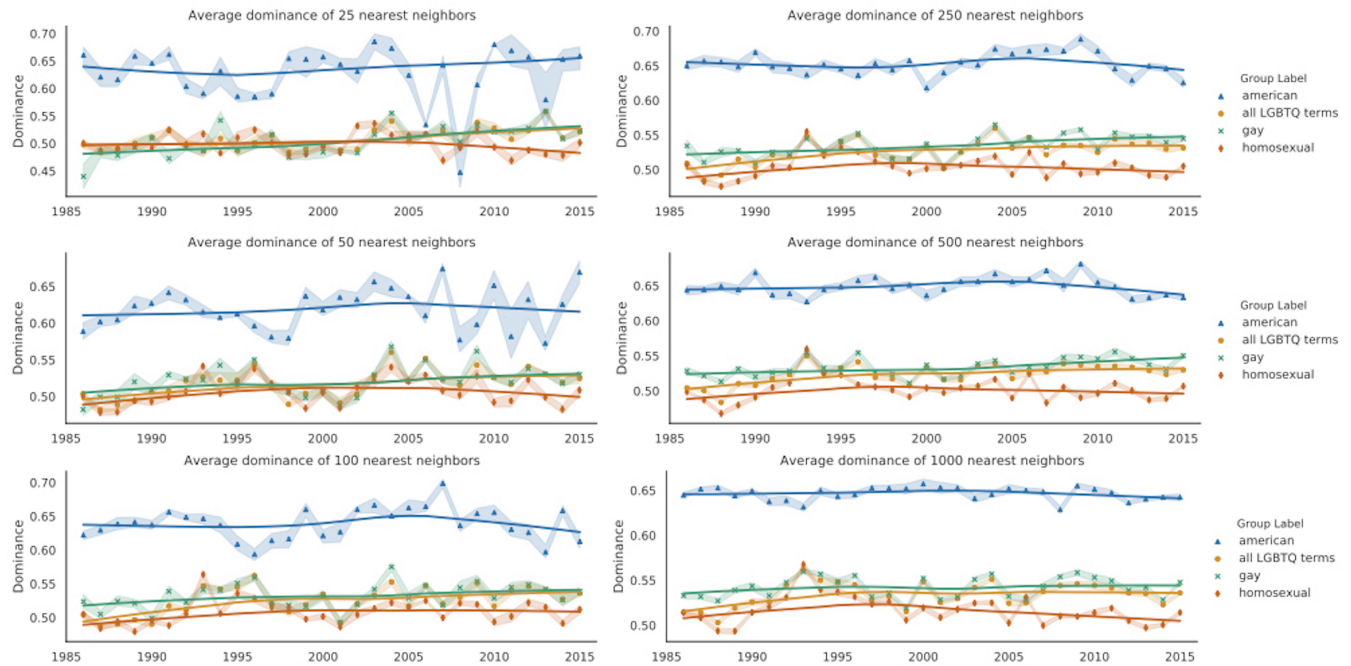 Average dominance of 25 nearest neighbors
Dominance
0.70
0.65
0.60
0.55
0.50
0.45
1985 1990 1995 2000 2005 2010 2015
Average dominance of 250 nearest neighbors
0.70
0.65
0.60
0.55
0.50
1985 1990 1995 2000 2005 2010 2015
Group Label
american
all LGBTQ terms
gay
homosexual
Average dominance of 50 nearest neighbors
Dominance
0.65
0.60
0.55
0.50
1985 1990 1995 2000 2005 2010 2015
Average dominance of 500 nearest neighbors
0.65
0.60
0.55
0.50
1985 1990 1995 2000 2005 2010 2015
Group Label
american
all LGBTQ terms
gay
homosexual
Average dominance of 100 nearest neighbors
Dominance
0.70
0.65
0.60
0.55
0.50
1985 1990 1995 2000 2005 2010 2015
Average dominance of 1000 nearest neighbors
0.65
0.60
0.55
0.50
1985 1990 1995 2000 2005 2010 2015
Group Label
american
all LGBTQ terms
gay
homosexual